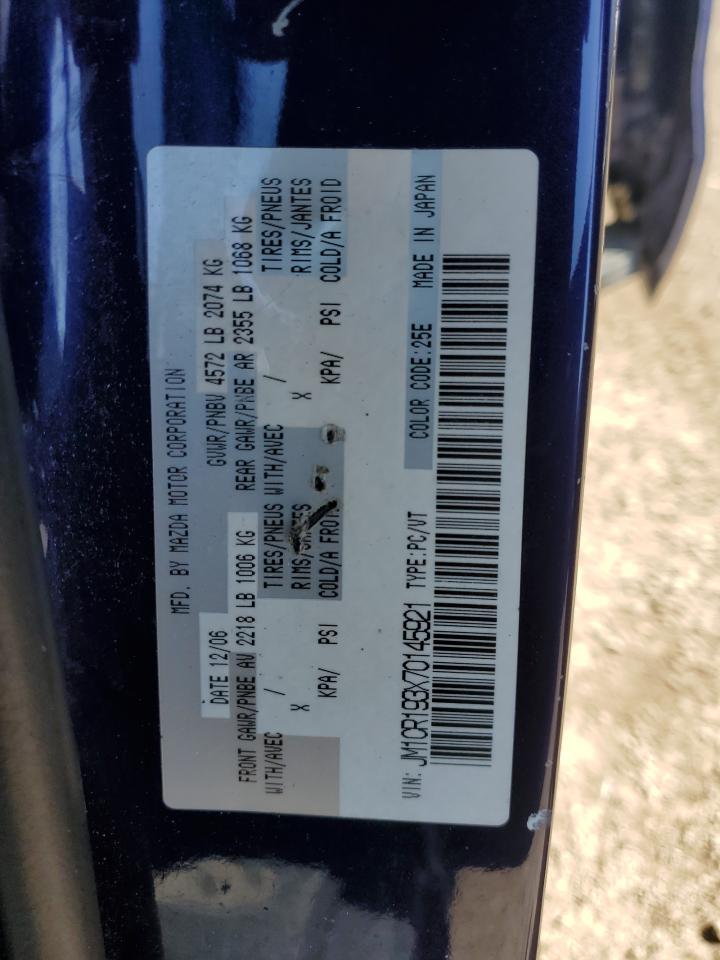 MFD. BY MAZDA MOTOR CORPORATION
DATE 12/06 GVWR/PNBV 4572 LB 2074 KG
FRONT GAWR/PNBE AV 2218 LB 1006 KG REAR GAWR/PNBE AR 2355 LB 1068 KG
WITH/AVEC / TIRES/PNEUS WITH/AVEC / TIRES/PNEUS
X RIMS/JANTES X RIMS/JANTES
KPA/ PSI COLD/A FROID KPA/ PSI COLD/A FROID
VIN: JM1CR193X70145921 TYPE:PC/VT COLOR CODE:25E MADE IN JAPAN